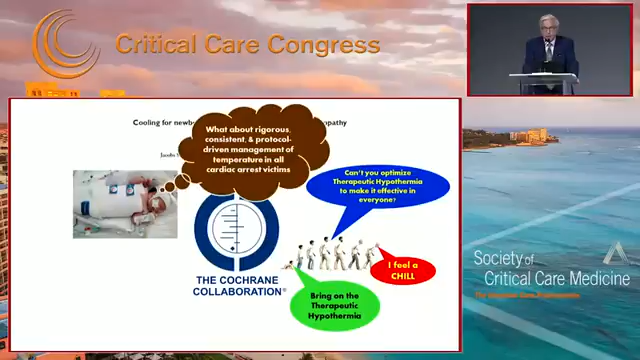 Critical Care Congress
Cooling for newb
opathy
What about rigorous,
consistent, & protocol-
driven management of
temperature in all
cardiac arrest victims
Can't you optimize
Therapeutic Hypothermia
to make it effective in
everyone?
THE COCHRANE
COLLABORATION®
I feel a
CHILL
Bring on the
Therapeutic
Hypothermia
Society of
Critical Care Medicine